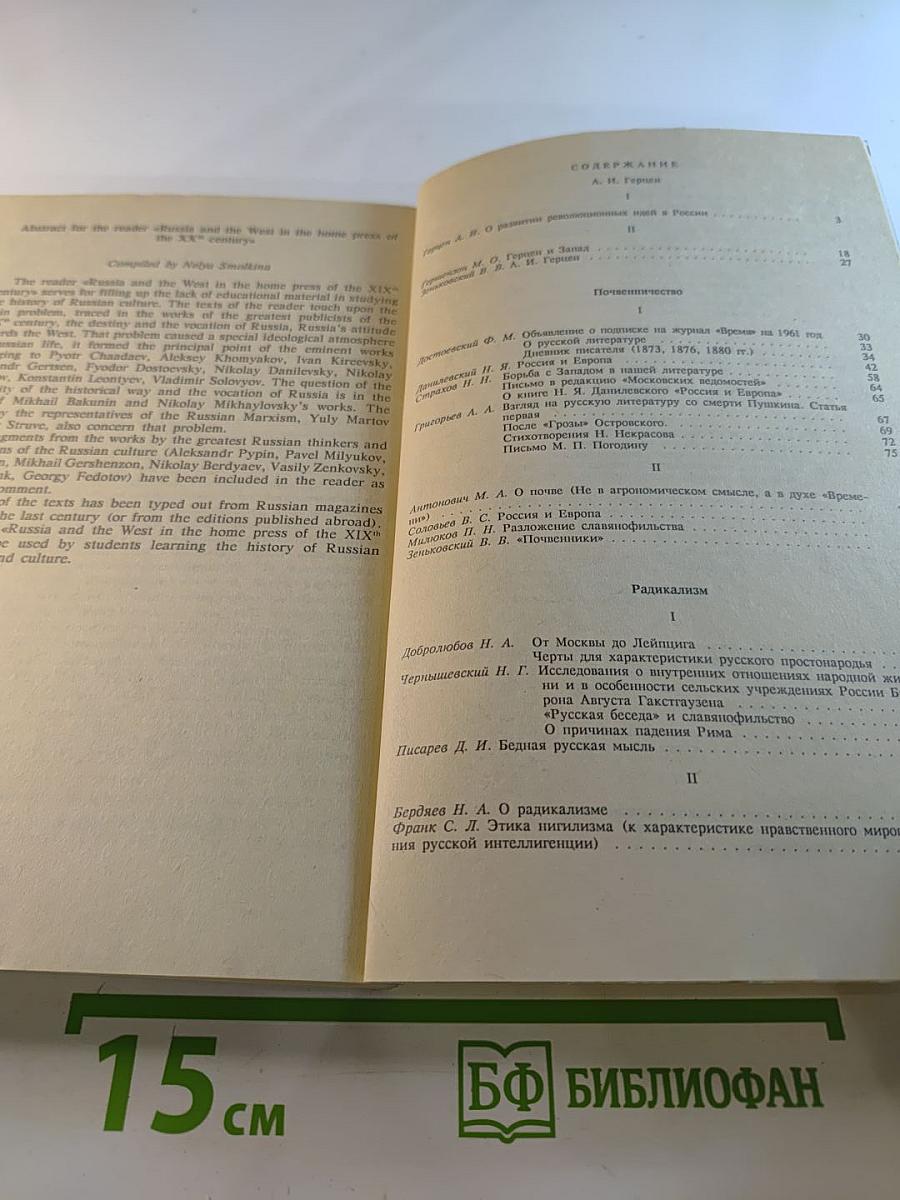 Abstract for the reader «Russia and the West in the home press of
the XXth century»
Compiled by Nelya Smolkina
The reader «Russia and the West in the home press of the XIXth
century» serves for filling up the lack of educational material in studying
history of Russian culture. The texts of the reader touch upon the
in problem, traced in the works of the greatest publicists of the
century, the destiny and the vocation of Russia, Russia's attitude
rds the West. That problem caused a special ideological atmosphere
ussian life, it formed the principal point of the eminent works
ging to Pyotr Chaadaev, Aleksey Khomyakov, Ivan Kireevsky,
andr Gertsen, Fyodor Dostoevsky, Nikolay Danilevsky, Nikolay
ov, Konstantin Leontyev, Vladimir Solovyov. The question of the
ity of the historical way and the vocation of Russia is in the
f Mikhail Bakunin and Nikolay Mikhaylovsky's works. The
y the representatives of the Russian Marxism, Yuly Martov
Struve, also concern that problem.
gments from the works by the greatest Russian thinkers and
ns of the Russian culture (Aleksandr Pypin, Pavel Milyukov,
n, Mikhail Gershenzon, Nikolay Berdyaev, Vasily Zenkovsky,
nk, Georgy Fedotov) have been included in the reader as
omment.
of the texts has been typed out from Russian magazines
he last century (or from the editions published abroad).
«Russia and the West in the home press of the XIXth
be used by students learning the history of Russian
nd culture.
СОДЕРЖАНИЕ
А. И. Герцен
I
Герцен А. И. О развитии революционных идей в России . . . . . . . . . . 3
II
Гершензон М. О. Герцен и Запад . . . . . . . . . . 18
Зеньковский В. В. А. И. Герцен . . . . . . . . . . 27
Почвенничество
I
Достоевский Ф. М. Объявление о подписке на журнал «Время» на 1961 год . 30
О русской литературе . . . . . . . . . . 33
Дневник писателя (1873, 1876, 1880 гг.) . . . . . . . . . . 34
Данилевский Н. Я. Россия и Европа . . . . . . . . . . 42
Страхов Н. Н. Борьба с Западом в нашей литературе . . . . . . . . . . 58
Письмо в редакцию «Московских ведомостей» . . . . . . . . . . 64
О книге Н. Я. Данилевского «Россия и Европа» . . . . . . . . . . 65
Григорьев А. А. Взгляд на русскую литературу со смерти Пушкина. Статья
первая . . . . . . . . . . 67
После «Грозы» Островского. . . . . . . . . . . 69
Стихотворения Н. Некрасова . . . . . . . . . . 72
Письмо М. П. Погодину . . . . . . . . . . 75
II
Антонович М. А. О почве (Не в агрономическом смысле, а в духе «Време-
ни») . . . . . . . . . .
Соловьев В. С. Россия и Европа . . . . . . . . . .
Милюков П. Н. Разложение славянофильства . . . . . . . . . .
Зеньковский В. В. «Почвенники» . . . . . . . . . .
Радикализм
I
Добролюбов Н. А. От Москвы до Лейпцига . . . . . . . . . .
Черты для характеристики русского простонародья . .
Чернышевский Н. Г. Исследования о внутренних отношениях народной жи
ни и в особенности сельских учреждениях России Б
рона Августа Гакстгаузена . . . . . . . . . .
«Русская беседа» и славянофильство . . . . . . . .
О причинах падения Рима . . . . . . . . . .
Писарев Д. И. Бедная русская мысль . . . . . . . . . .
II
Бердяев Н. А. О радикализме . . . . . . . . . .
Франк С. Л. Этика нигилизма (к характеристике нравственного миро
ния русской интеллигенции) . . . . . . . . . .
15 см
БФ БИБЛИОФАН